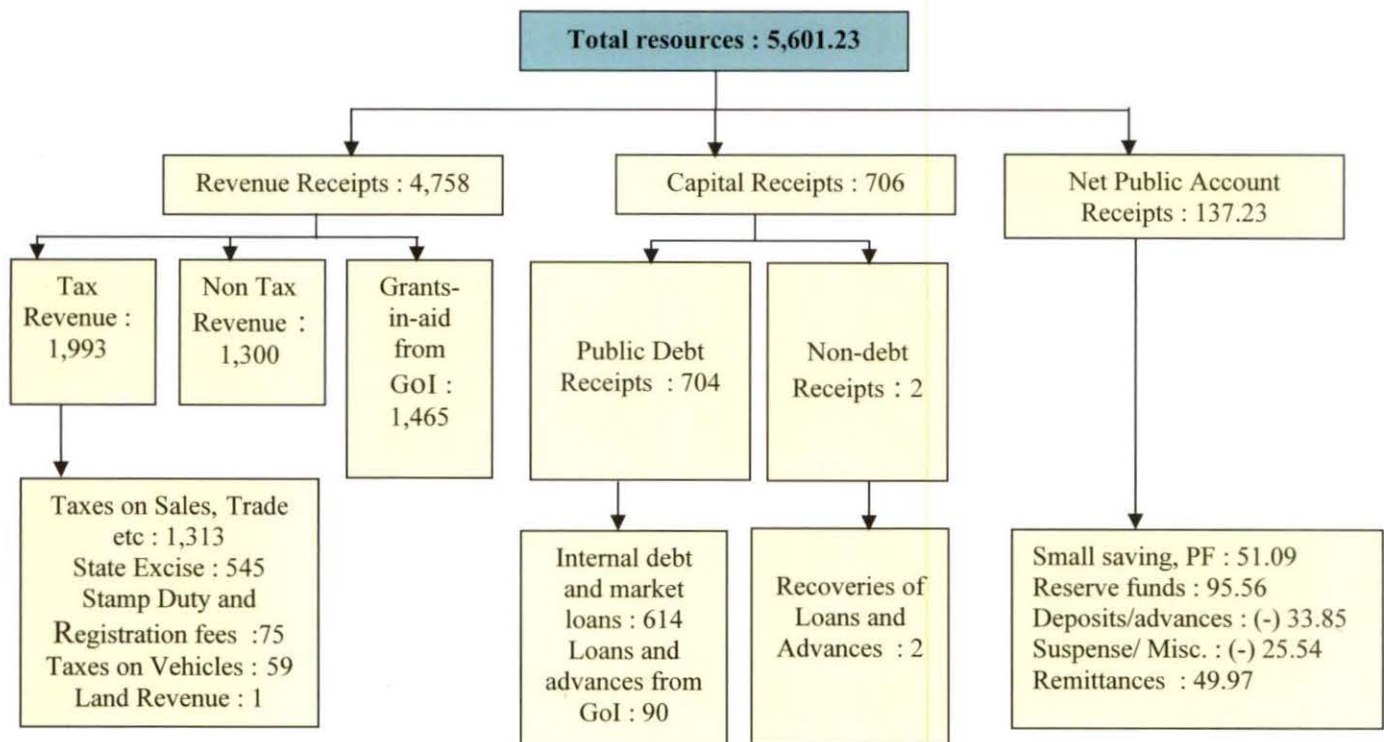 Total resources : 5,601.23
Revenue Receipts : 4,758
Capital Receipts : 706
Net Public Account
Receipts : 137.23
Tax
Revenue :
1,993
Non Tax
Revenue :
1,300
Grants-
in-aid
from
GoI :
1,465
Public Debt
Receipts : 704
Non-debt
Receipts : 2
Taxes on Sales, Trade
etc : 1,313
State Excise : 545
Stamp Duty and
Registration fees :75
Taxes on Vehicles : 59
Land Revenue : 1
Internal debt
and market
loans : 614
Loans and
advances from
GoI : 90
Recoveries of
Loans and
Advances : 2
Small saving, PF : 51.09
Reserve funds : 95.56
Deposits/advances : (-) 33.85
Suspense/ Misc. : (-) 25.54
Remittances : 49.97